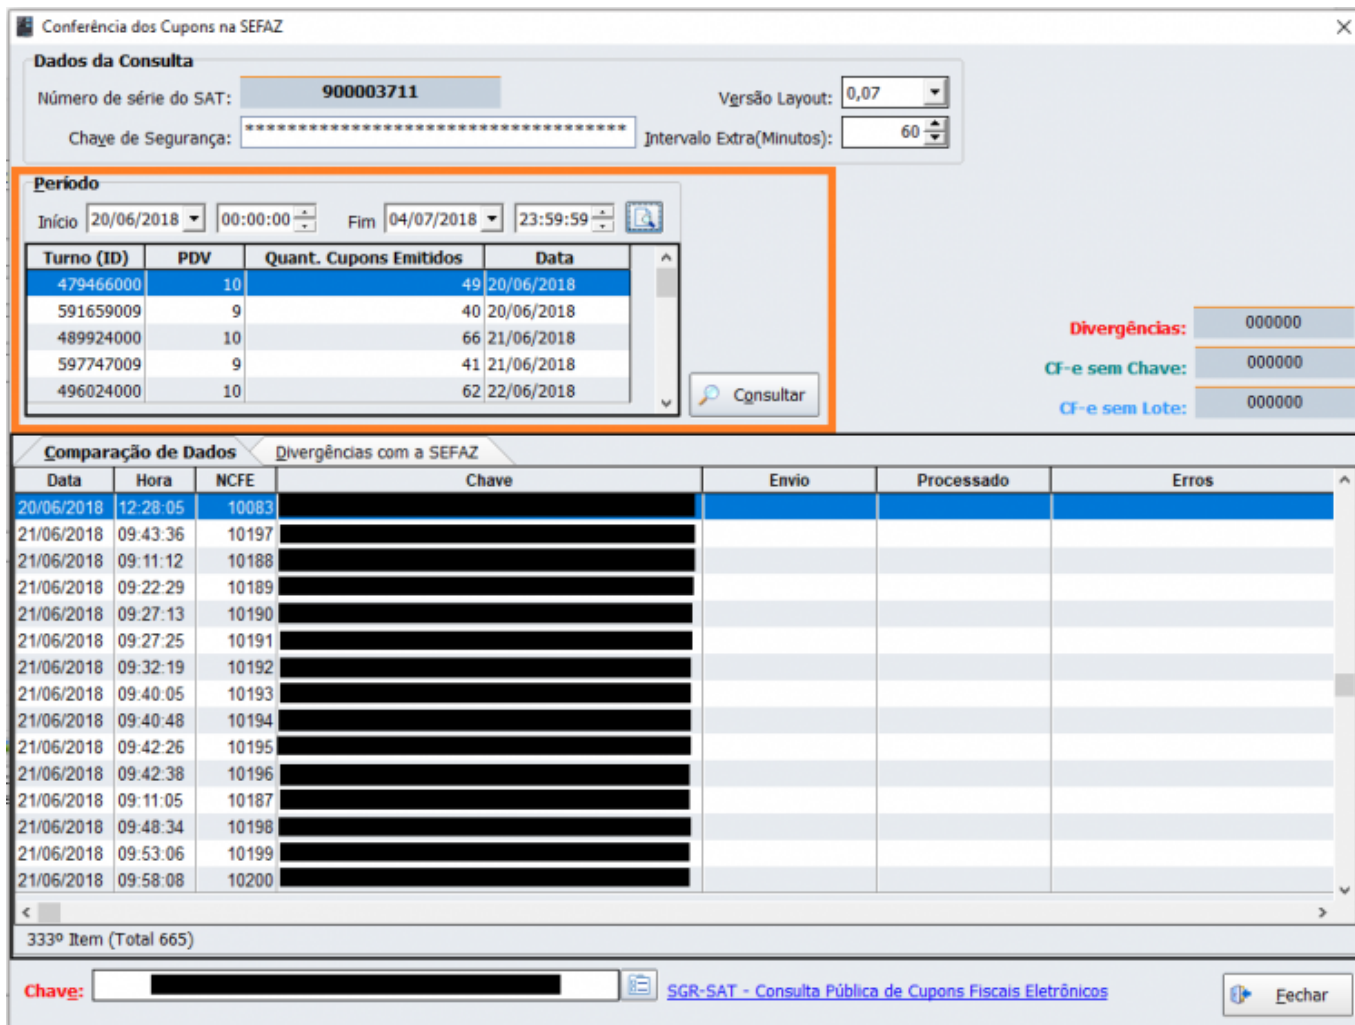 Conferência dos Cupons na SEFAZ
Dados da Consulta
Número de série do SAT: 900003711 Versão Layout: 0,07
Chave de Segurança: ************************************ Intervalo Extra(Minutos): 60
Período
Início 20/06/2018 00:00:00 Fim 04/07/2018 23:59:59
Turno (ID) PDV Quant. Cupons Emitidos Data
479466000 10 49 20/06/2018
591659009 9 40 20/06/2018
489924000 10 66 21/06/2018
597747009 9 41 21/06/2018
496024000 10 62 22/06/2018
Consultar
Divergências: 000000
CF-e sem Chave: 000000
CF-e sem Lote: 000000
Comparação de Dados Divergências com a SEFAZ
Data Hora NCFE Chave Envio Processado Erros
20/06/2018 12:28:05 10083
21/06/2018 09:43:36 10197
21/06/2018 09:11:12 10188
21/06/2018 09:22:29 10189
21/06/2018 09:27:13 10190
21/06/2018 09:27:25 10191
21/06/2018 09:32:19 10192
21/06/2018 09:40:05 10193
21/06/2018 09:40:48 10194
21/06/2018 09:42:26 10195
21/06/2018 09:42:38 10196
21/06/2018 09:11:05 10187
21/06/2018 09:48:34 10198
21/06/2018 09:53:06 10199
21/06/2018 09:58:08 10200
333º Item (Total 665)
Chave: SGR-SAT - Consulta Pública de Cupons Fiscais Eletrônicos Fechar